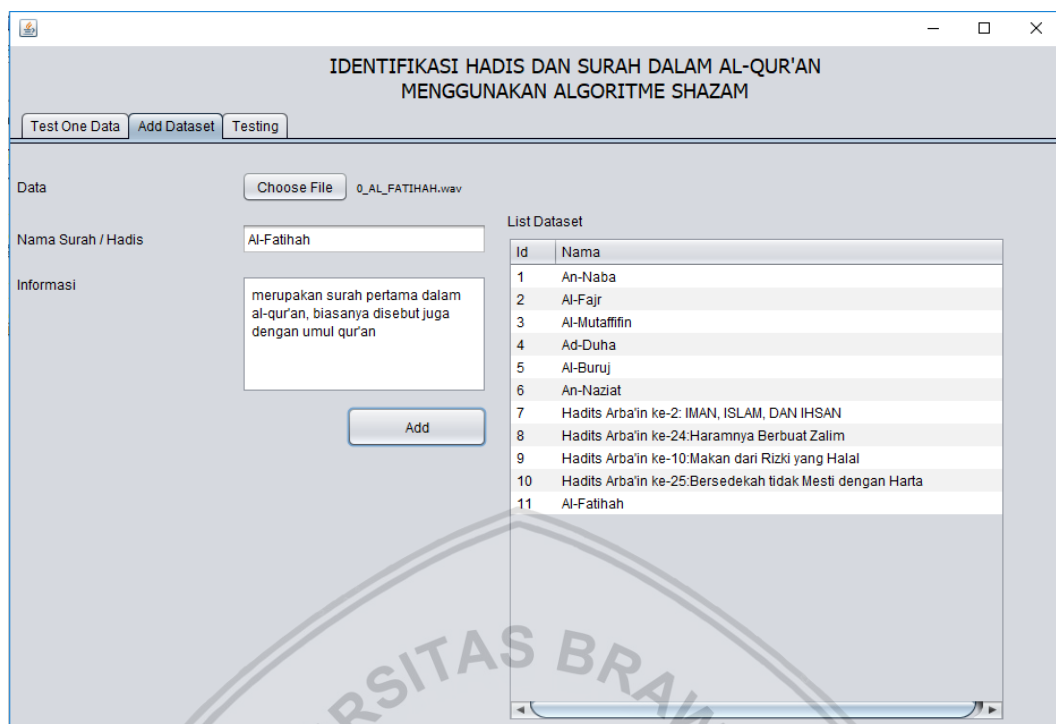 IDENTIFIKASI HADIS DAN SURAH DALAM AL-QUR'AN
MENGGUNAKAN ALGORITME SHAZAM
Test One Data Add Dataset Testing
Data Choose File 0_AL_FATIHAH.wav
Nama Surah / Hadis Al-Fatihah
Informasi
merupakan surah pertama dalam
al-qur'an, biasanya disebut juga
dengan umul qur'an
Add
List Dataset
Id Nama
1 An-Naba
2 Al-Fajr
3 Al-Mutaffifin
4 Ad-Duha
5 Al-Buruj
6 An-Naziat
7 Hadits Arba'in ke-2: IMAN, ISLAM, DAN IHSAN
8 Hadits Arba'in ke-24:Haramnya Berbuat Zalim
9 Hadits Arba'in ke-10:Makan dari Rizki yang Halal
10 Hadits Arba'in ke-25:Bersedekah tidak Mesti dengan Harta
11 Al-Fatihah
RSITAS BRAW